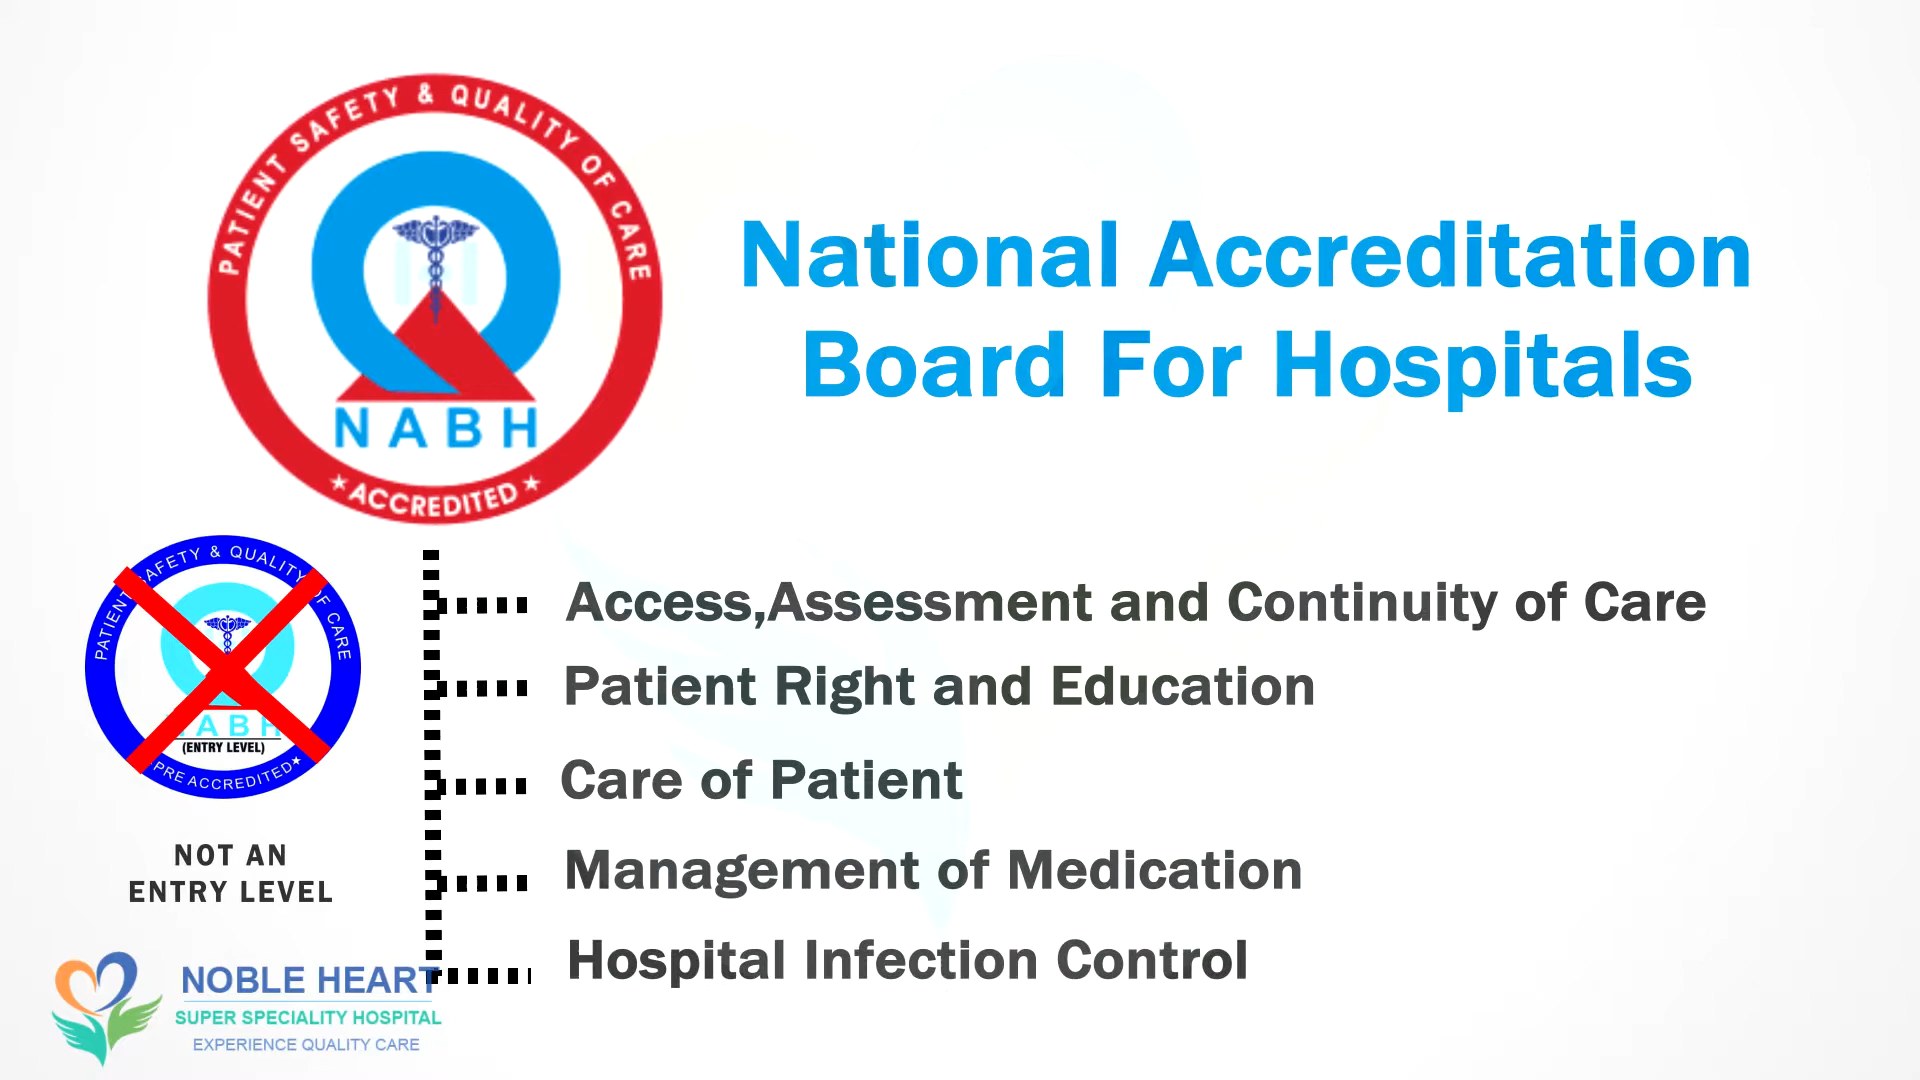 PATIENT SAFETY & QUALITY OF CARE
NABH
★ ACCREDITED ★
National Accreditation
Board For Hospitals
PATIENT SAFETY & QUALITY OF CARE
NABH
(ENTRY LEVEL)
PRE ACCREDITED★
NOT AN
ENTRY LEVEL
Access,Assessment and Continuity of Care
Patient Right and Education
Care of Patient
Management of Medication
Hospital Infection Control
NOBLE HEART
SUPER SPECIALITY HOSPITAL
EXPERIENCE QUALITY CARE